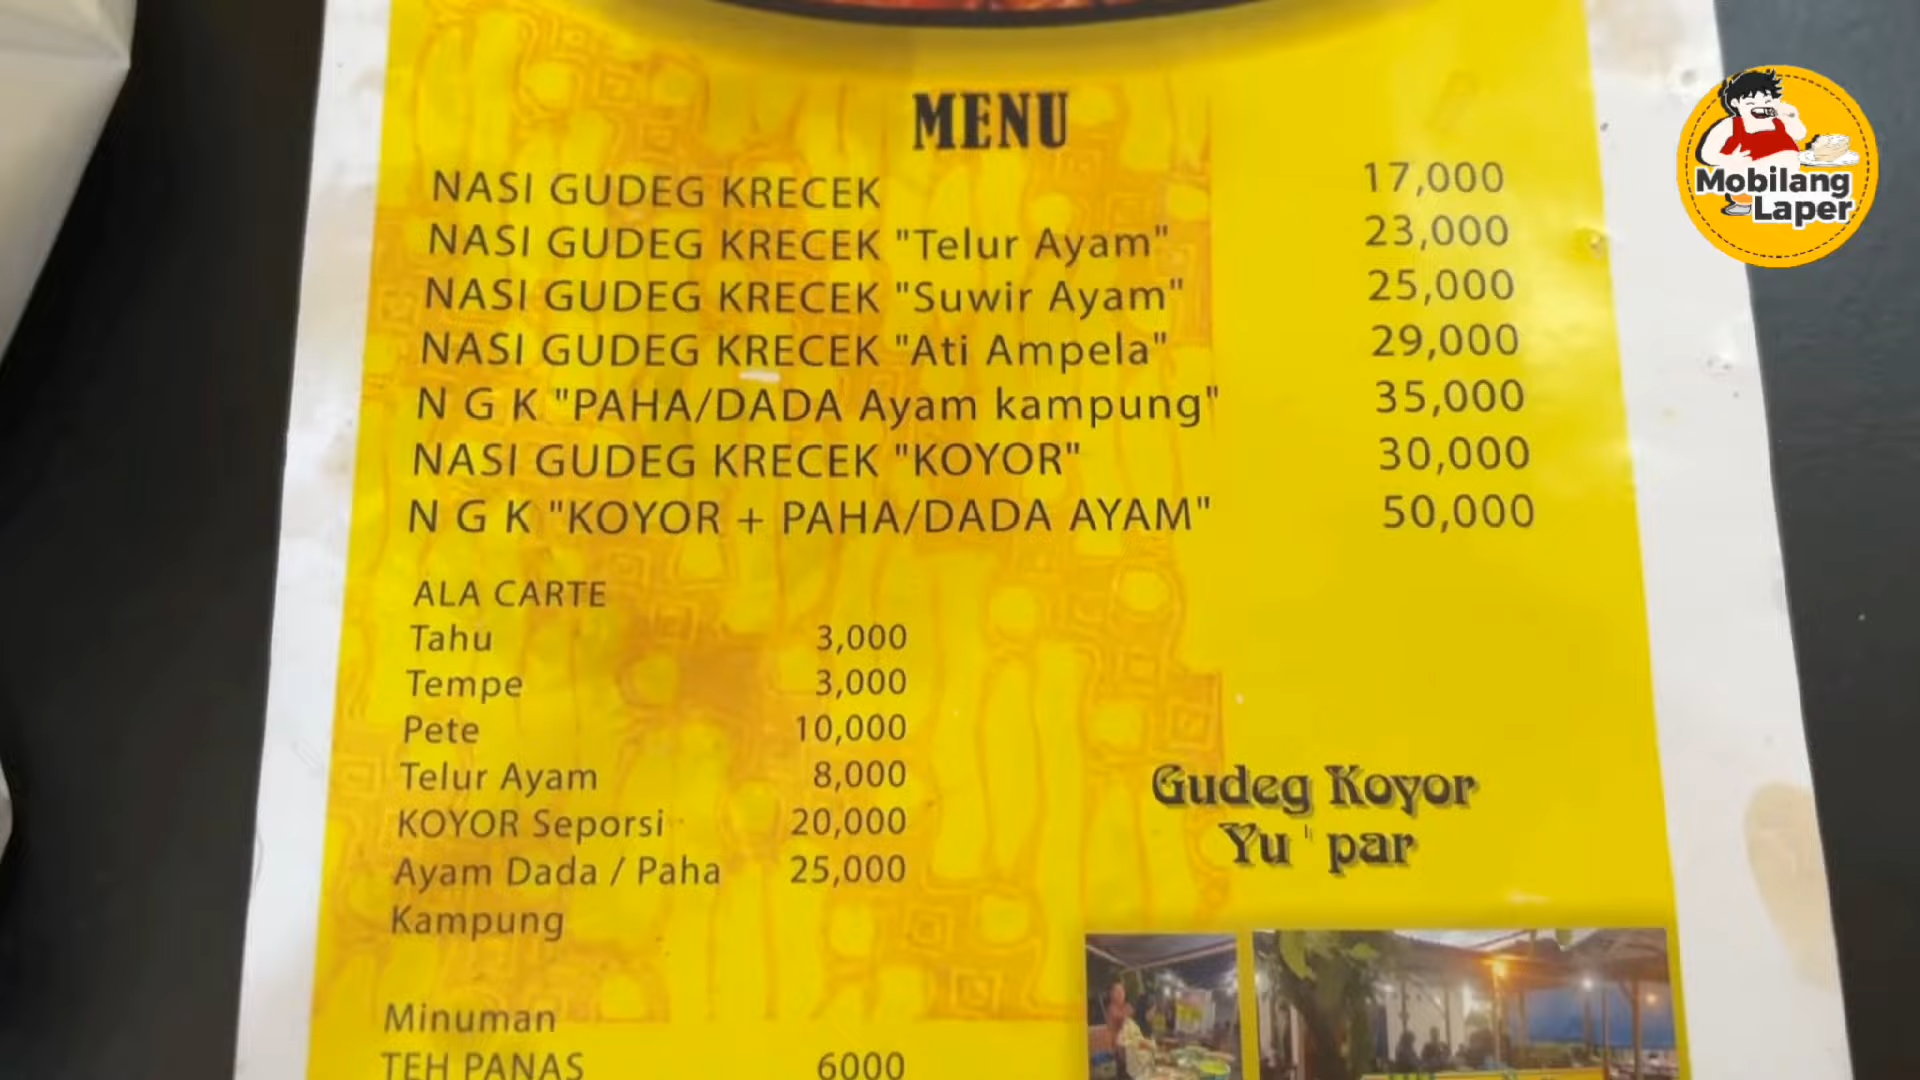 MENU
NASI GUDEG KRECEK 17,000
NASI GUDEG KRECEK "Telur Ayam" 23,000
NASI GUDEG KRECEK "Suwir Ayam" 25,000
NASI GUDEG KRECEK "Ati Ampela" 29,000
N G K "PAHA/DADA Ayam kampung" 35,000
NASI GUDEG KRECEK "KOYOR" 30,000
N G K "KOYOR + PAHA/DADA AYAM" 50,000
ALA CARTE
Tahu 3,000
Tempe 3,000
Pete 10,000
Telur Ayam 8,000
KOYOR Seporsi 20,000
Ayam Dada / Paha 25,000
Kampung
Minuman
TEH PANAS 6000
Gudeg Koyor
Yu ' par
Mobilang
Laper